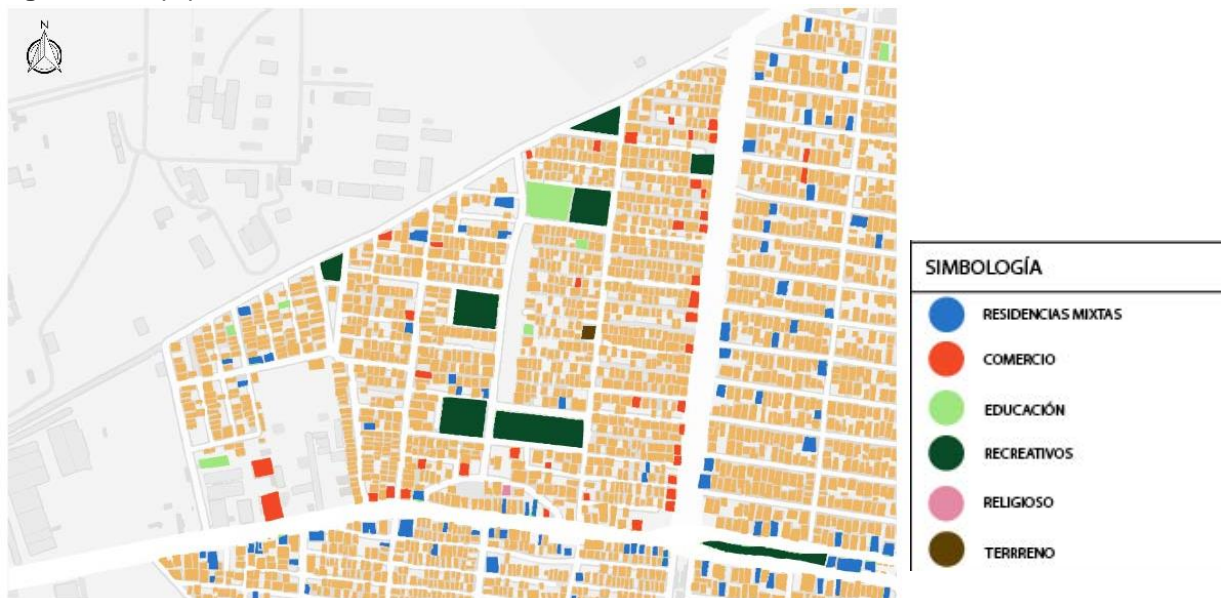 N
SIMBOLOGÍA
RESIDENCIAS MIXTAS
COMERCIO
EDUCACIÓN
RECREATIVOS
RELIGIOSO
TERRRENO